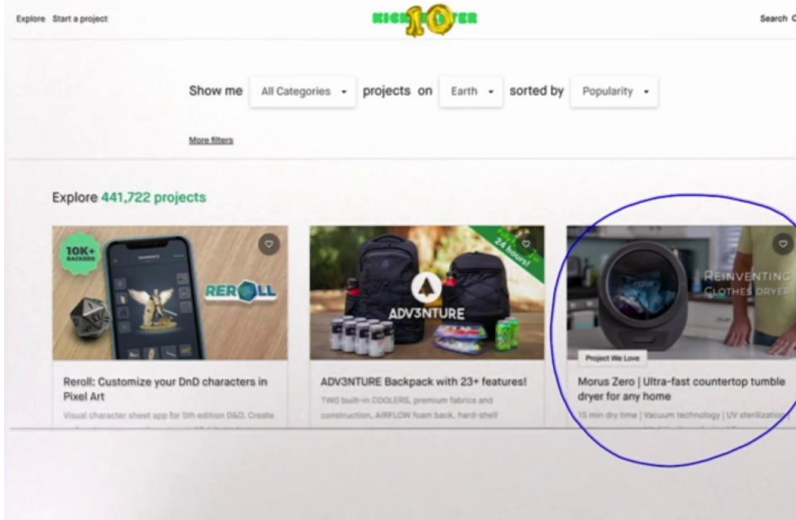 Explore Start a project
Search
Show me All Categories projects on Earth sorted by Popularity
More filters
Explore 441,722 projects
10K+
BACKERS
REROLL
24 hours!
ADV3NTURE
REINVENTING
CLOTHES DRYER
Project We Love
Reroll: Customize your DnD characters in
Pixel Art
Visual character sheet app for 5th edition D&D. Create
ADV3NTURE Backpack with 23+ features!
TWO built-in COOLERS, premium fabrics and
construction, AIRFLOW foam back, hard-shell
Morus Zero | Ultra-fast countertop tumble
dryer for any home
15 min dry time | Vacuum technology | UV sterilization |